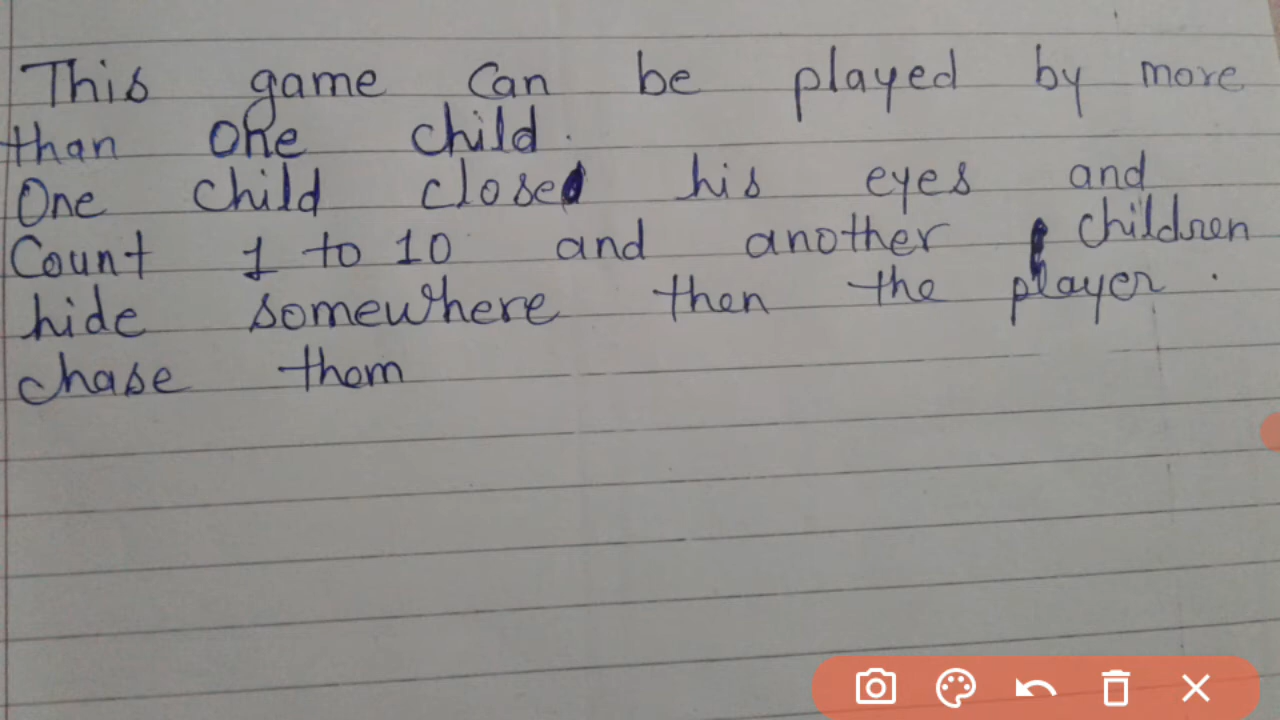 This game can be played by more
than one child.
One child close his eyes and
Count 1 to 10 and another children
hide somewhere then the player.
chase them